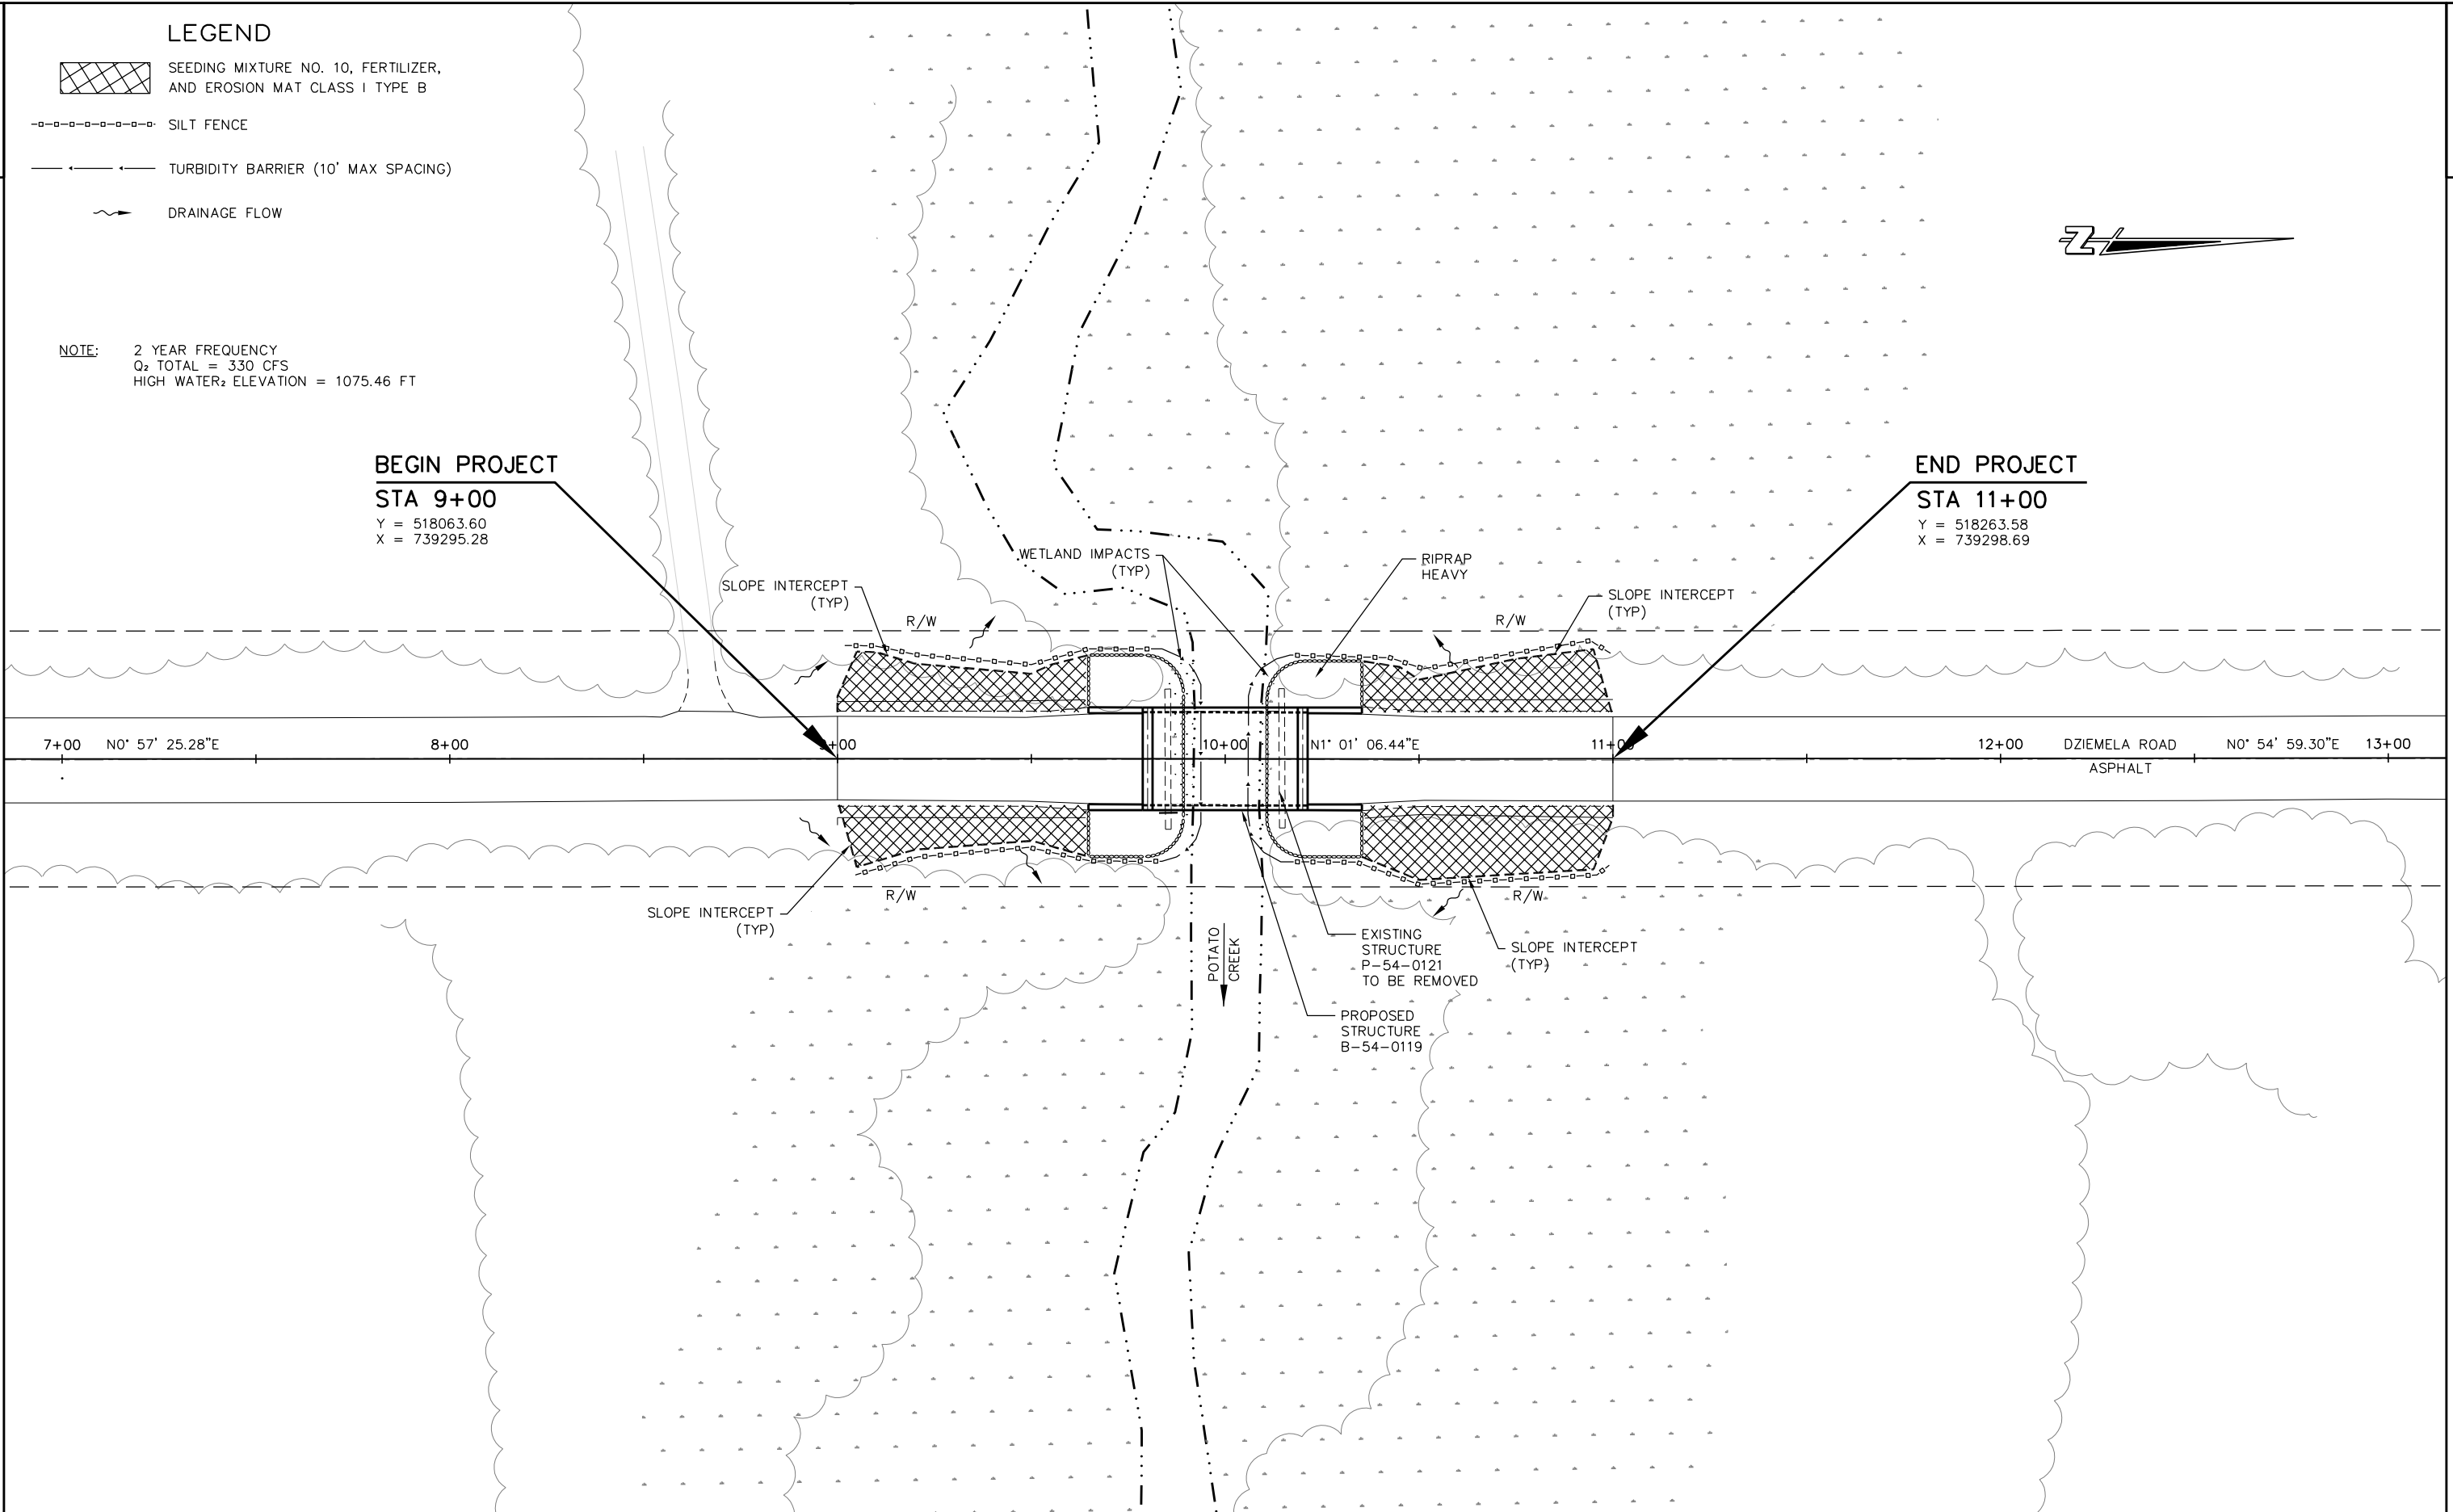 LEGEND
SEEDING MIXTURE NO. 10, FERTILIZER,
AND EROSION MAT CLASS I TYPE B
SILT FENCE
TURBIDITY BARRIER (10' MAX SPACING)
DRAINAGE FLOW
NOTE: 2 YEAR FREQUENCY
Q₂ TOTAL = 330 CFS
HIGH WATER₂ ELEVATION = 1075.46 FT
Z
BEGIN PROJECT
STA 9+00
Y = 518063.60
X = 739295.28
END PROJECT
STA 11+00
Y = 518263.58
X = 739298.69
WETLAND IMPACTS
(TYP)
RIPRAP
HEAVY
SLOPE INTERCEPT
(TYP)
SLOPE INTERCEPT
(TYP)
R/W
R/W
7+00 N0° 57' 25.28"E 8+00 9+00 10+00 N1° 01' 06.44"E 11+00 12+00 DZIEMELA ROAD N0° 54' 59.30"E 13+00
ASPHALT
R/W
R/W
SLOPE INTERCEPT
(TYP)
POTATO
CREEK
EXISTING
STRUCTURE
P-54-0121
TO BE REMOVED
SLOPE INTERCEPT
(TYP)
PROPOSED
STRUCTURE
B-54-0119